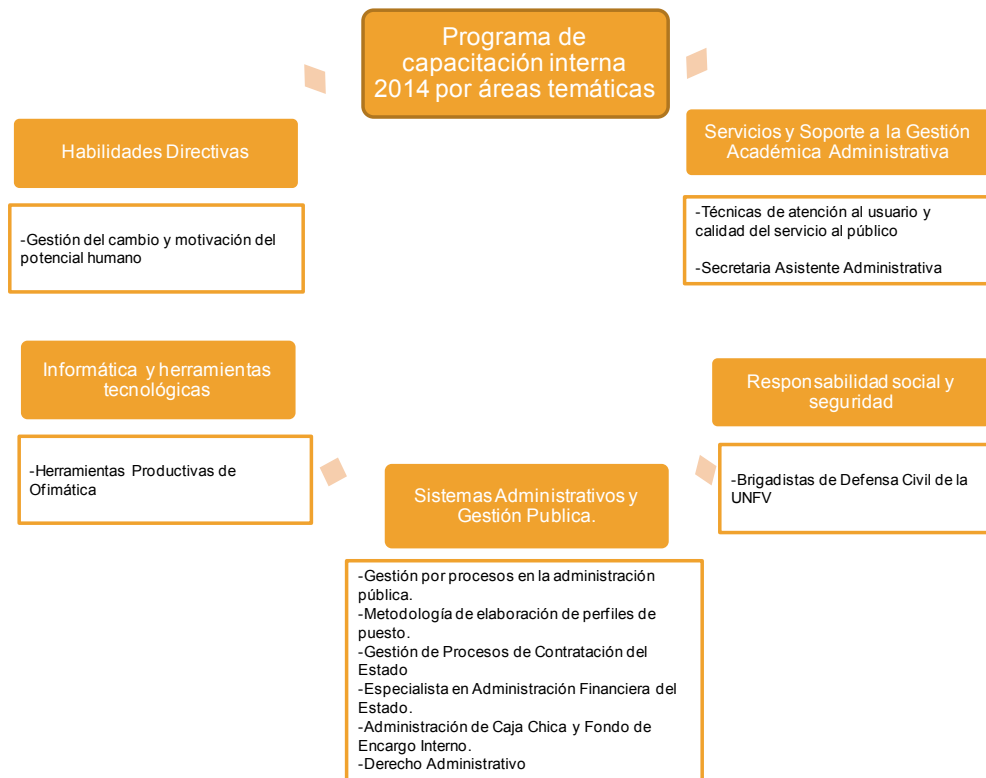 Programa de
capacitación interna
2014 por áreas temáticas
Habilidades Directivas
-Gestión del cambio y motivación del
potencial humano
Servicios y Soporte a la Gestión
Académica Administrativa
-Técnicas de atención al usuario y
calidad del servicio al público
-Secretaria Asistente Administrativa
Informática y herramientas
tecnológicas
-Herramientas Productivas de
Ofimática
Responsabilidad social y
seguridad
-Brigadistas de Defensa Civil de la
UNFV
Sistemas Administrativos y
Gestión Publica.
-Gestión por procesos en la administración
pública.
-Metodología de elaboración de perfiles de
puesto.
-Gestión de Procesos de Contratación del
Estado
-Especialista en Administración Financiera del
Estado.
-Administración de Caja Chica y Fondo de
Encargo Interno.
-Derecho Administrativo